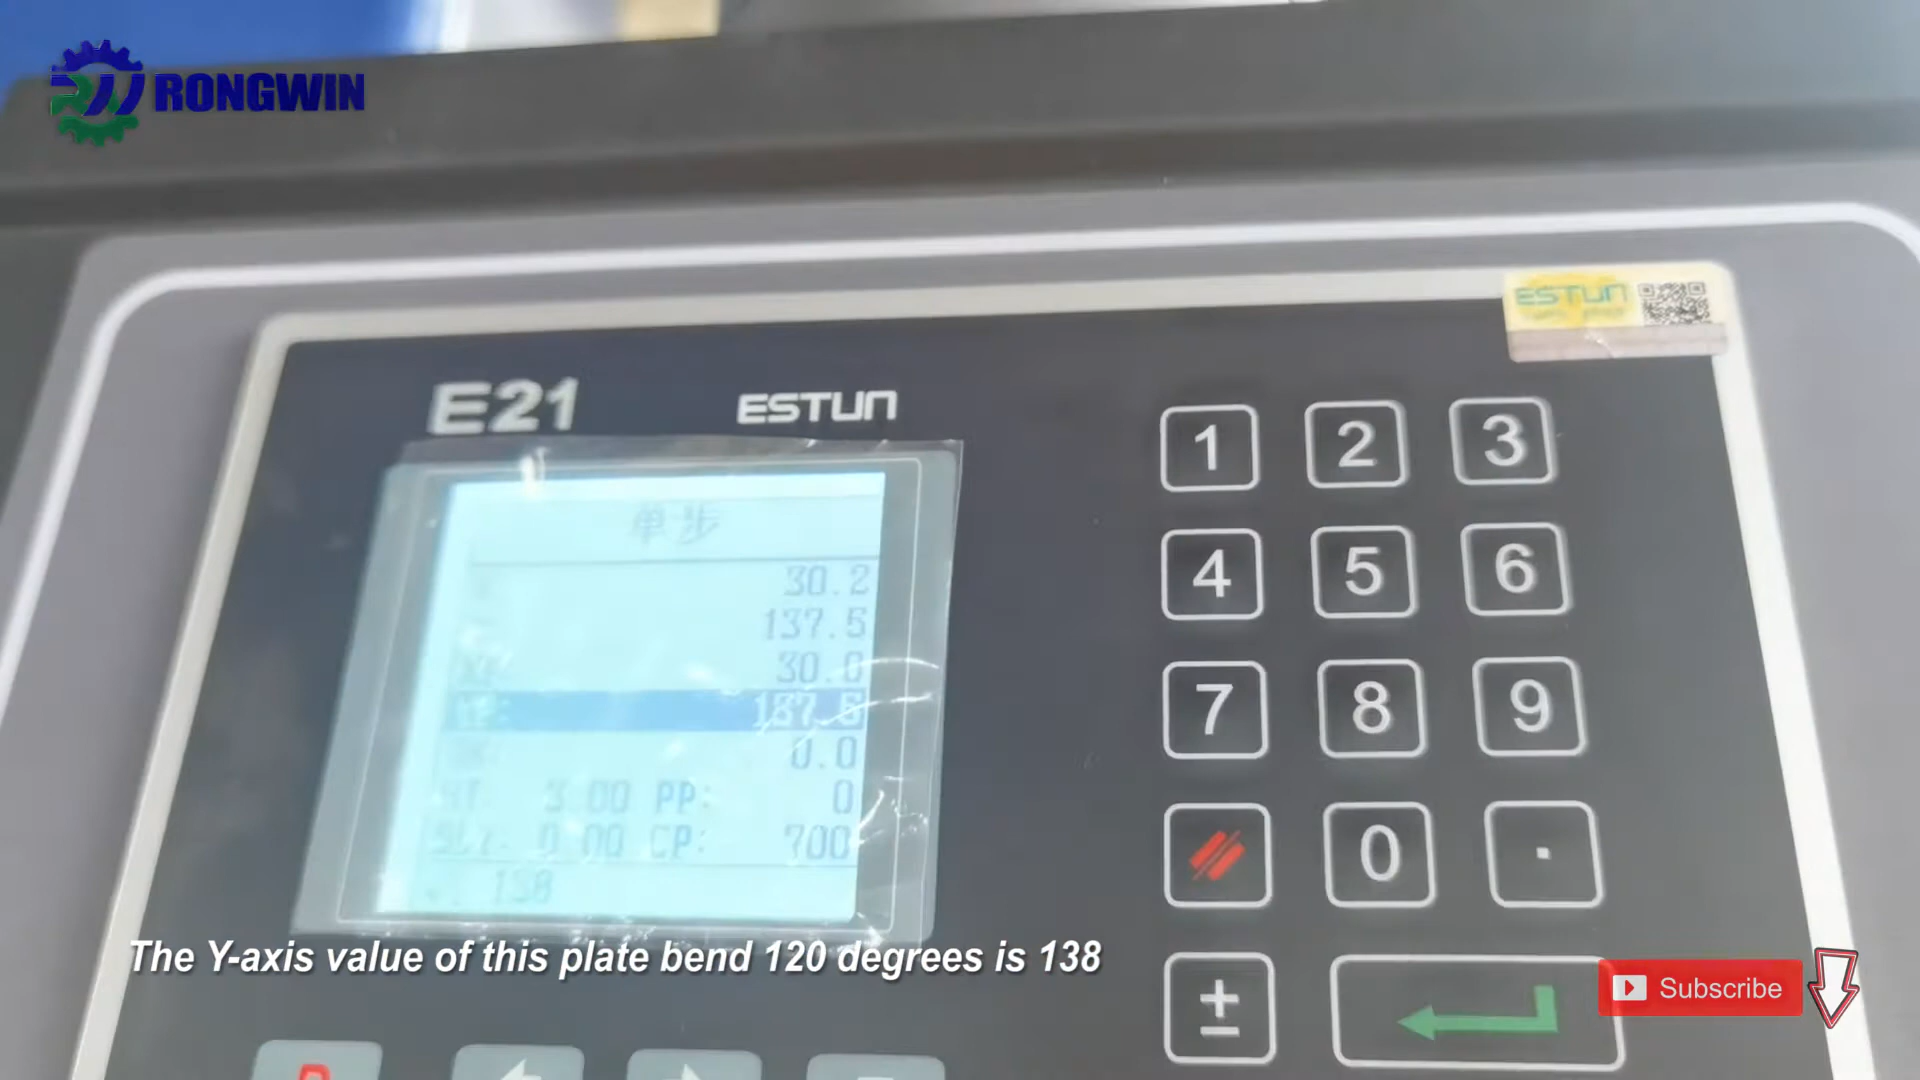 RONGWIN
ESTUN
E21 ESTUN
单步
30.2
137.5
30.0
137.5
0.0
3.00 PP: 0
0.00 CP: 700
138
1 2 3
4 5 6
7 8 9
0 .
±
The Y-axis value of this plate bend 120 degrees is 138
Subscribe